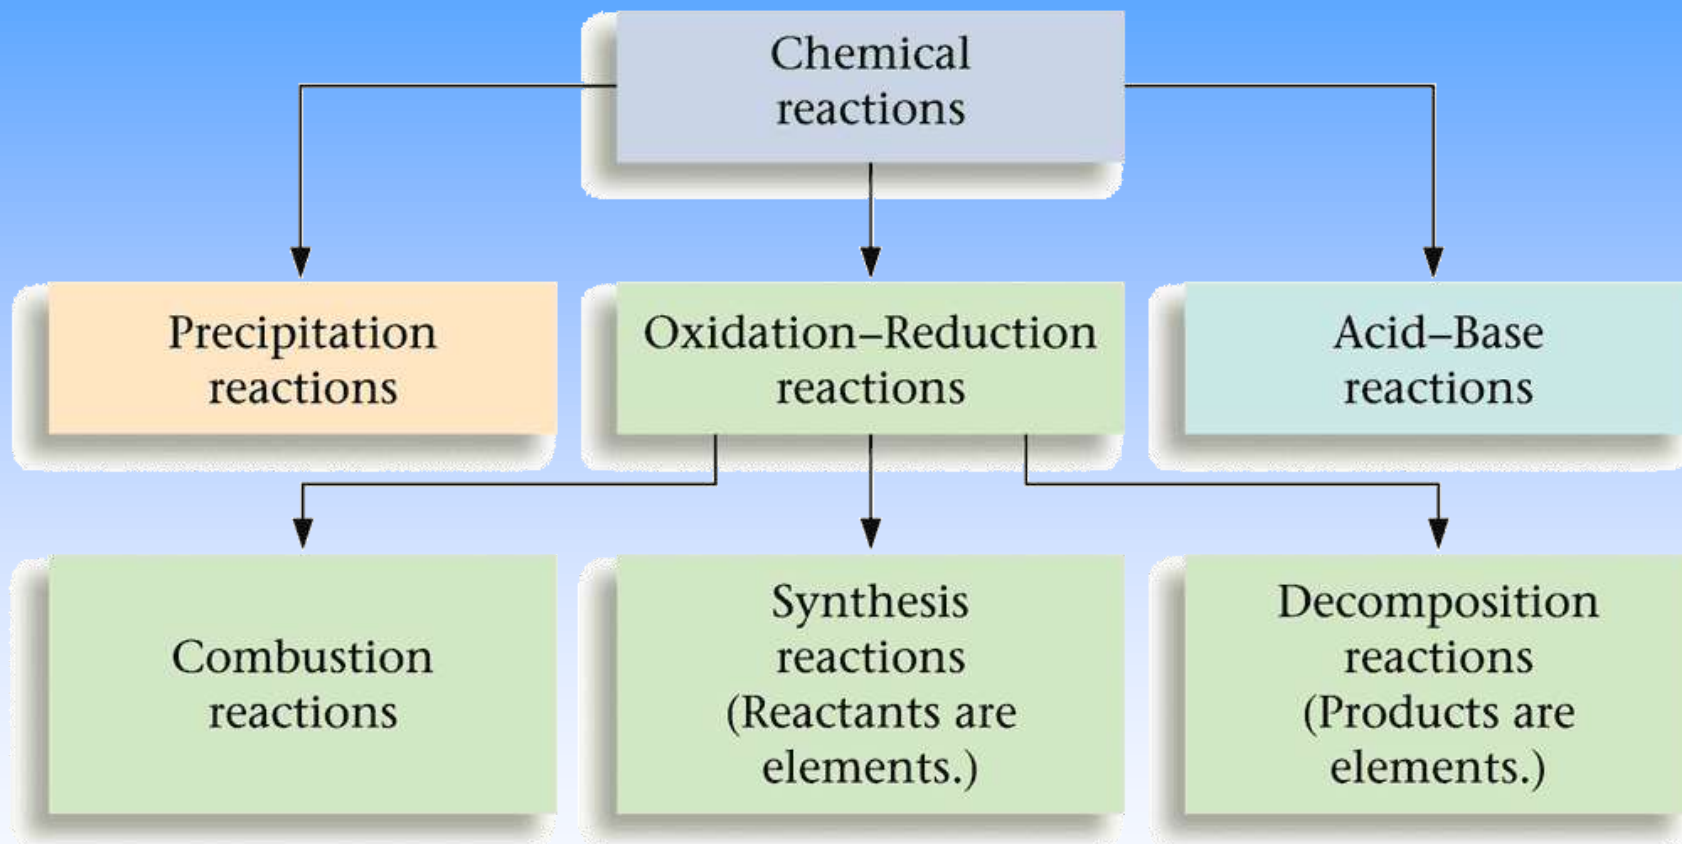 Chemical
reactions
Precipitation
reactions
Oxidation–Reduction
reactions
Acid–Base
reactions
Combustion
reactions
Synthesis
reactions
(Reactants are
elements.)
Decomposition
reactions
(Products are
elements.)